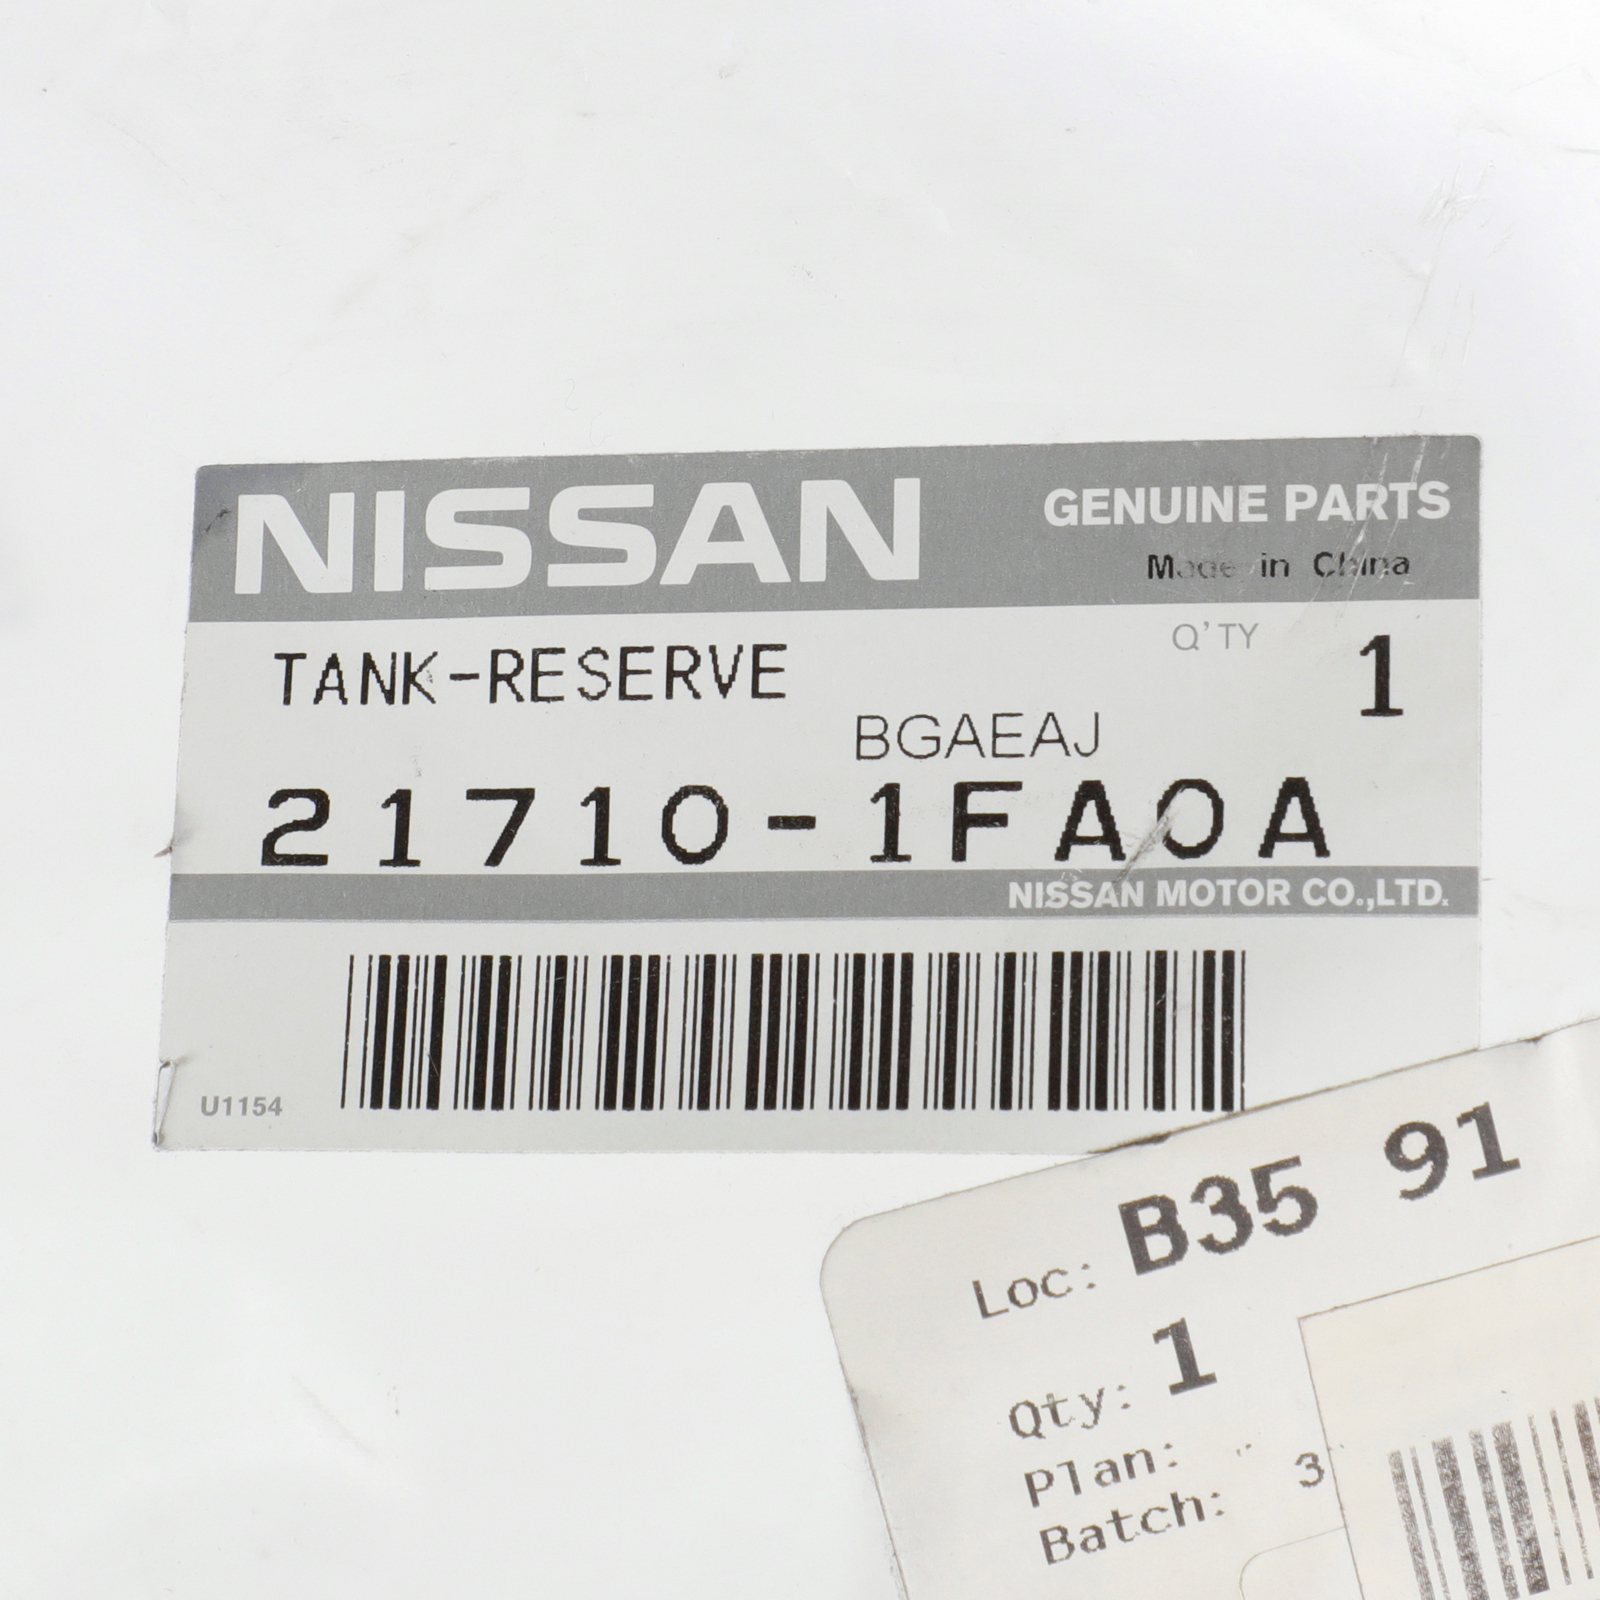 NISSAN
GENUINE PARTS
Made in China
TANK-RESERVE
Q'TY 1
BGAEAJ
21710-1FA0A
NISSAN MOTOR CO.,LTD.
U1154
Loc: B35 91
Qty: 1
Plan:
Batch: 3